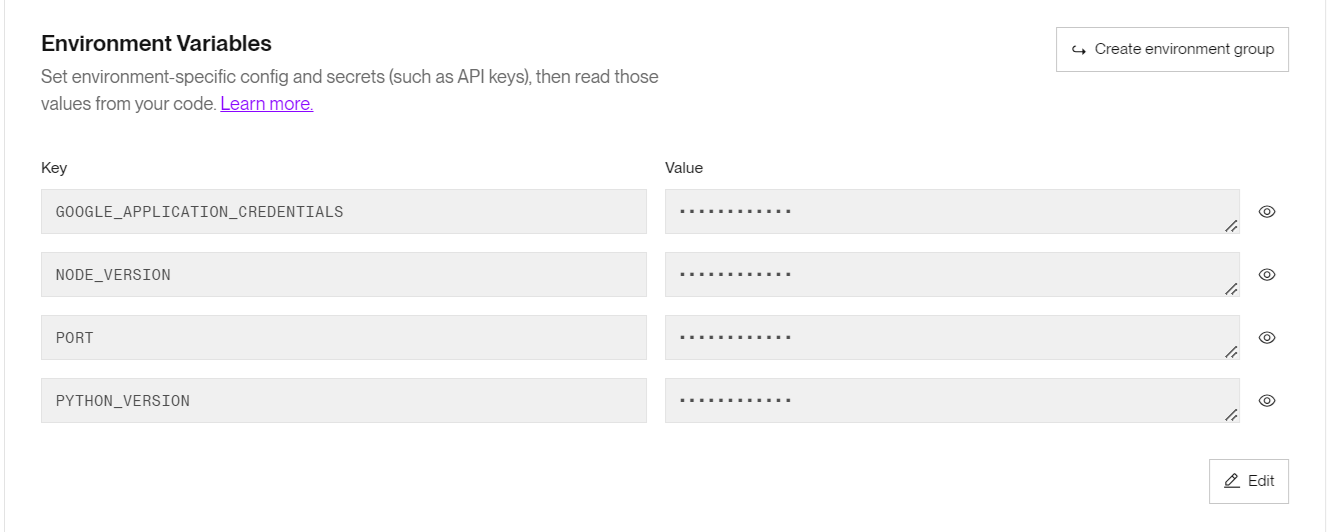 Environment Variables
Create environment group
Set environment-specific config and secrets (such as API keys), then read those
values from your code. Learn more.
Key
Value
GOOGLE_APPLICATION_CREDENTIALS
············
NODE_VERSION
············
PORT
············
PYTHON_VERSION
············
Edit